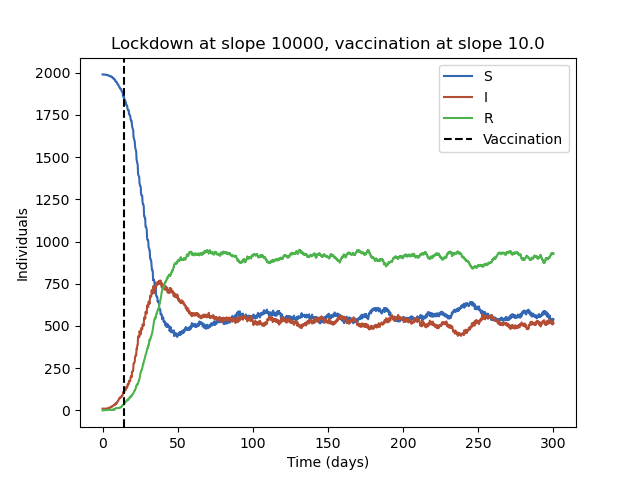 Lockdown at slope 10000, vaccination at slope 10.0
Individuals
2000
1750
1500
1250
1000
750
500
250
0
S
I
R
Vaccination
0 50 100 150 200 250 300
Time (days)